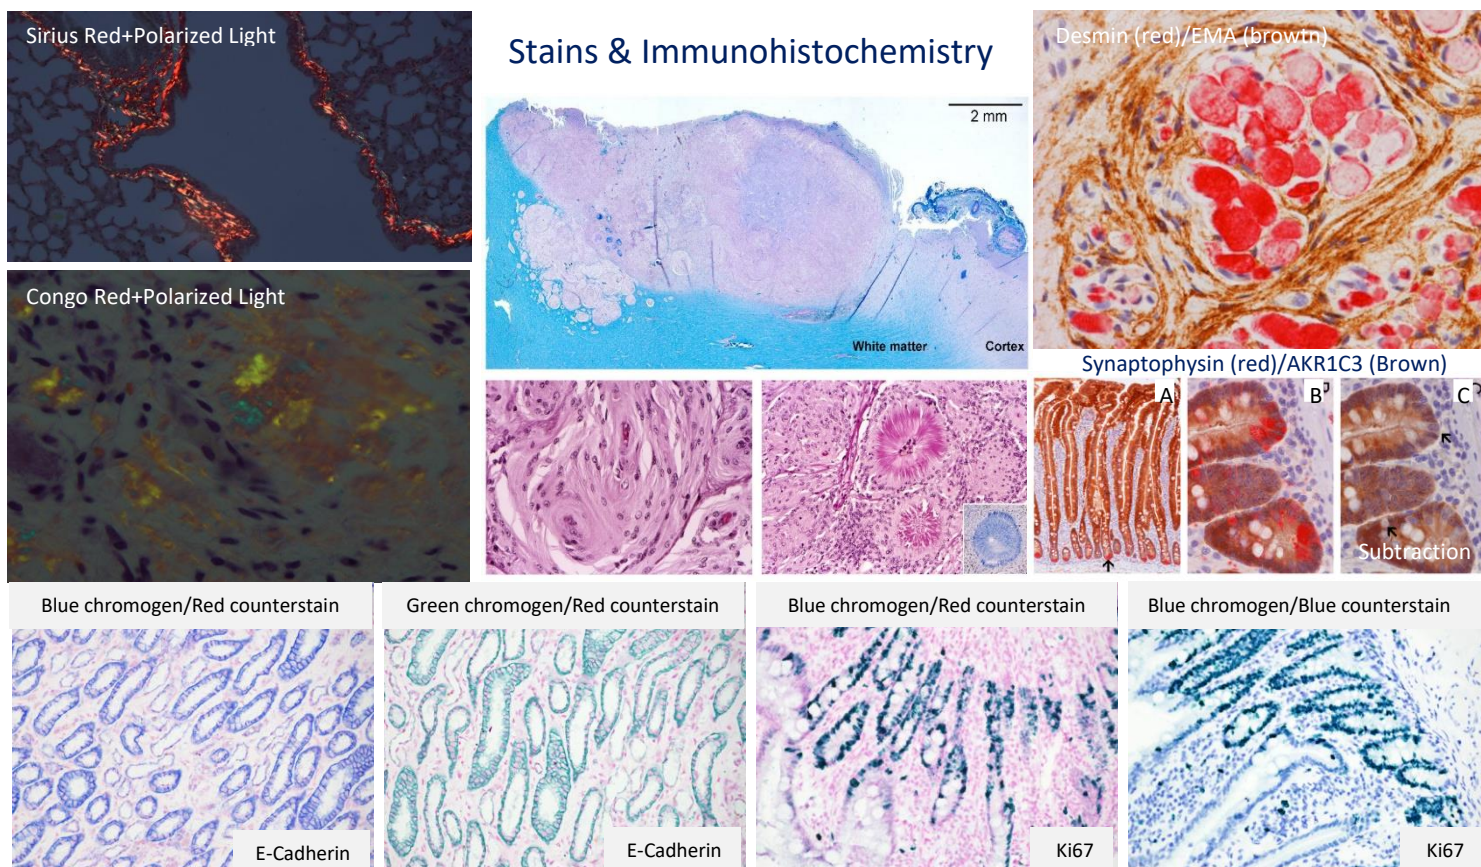 Sirius Red+Polarized Light
Stains & Immunohistochemistry
Desmin (red)/EMA (browtn)
2 mm
Congo Red+Polarized Light
White matter
Cortex
Synaptophysin (red)/AKR1C3 (Brown)
A
B
C
Subtraction
Blue chromogen/Red counterstain
Green chromogen/Red counterstain
Blue chromogen/Red counterstain
Blue chromogen/Blue counterstain
E-Cadherin
E-Cadherin
Ki67
Ki67